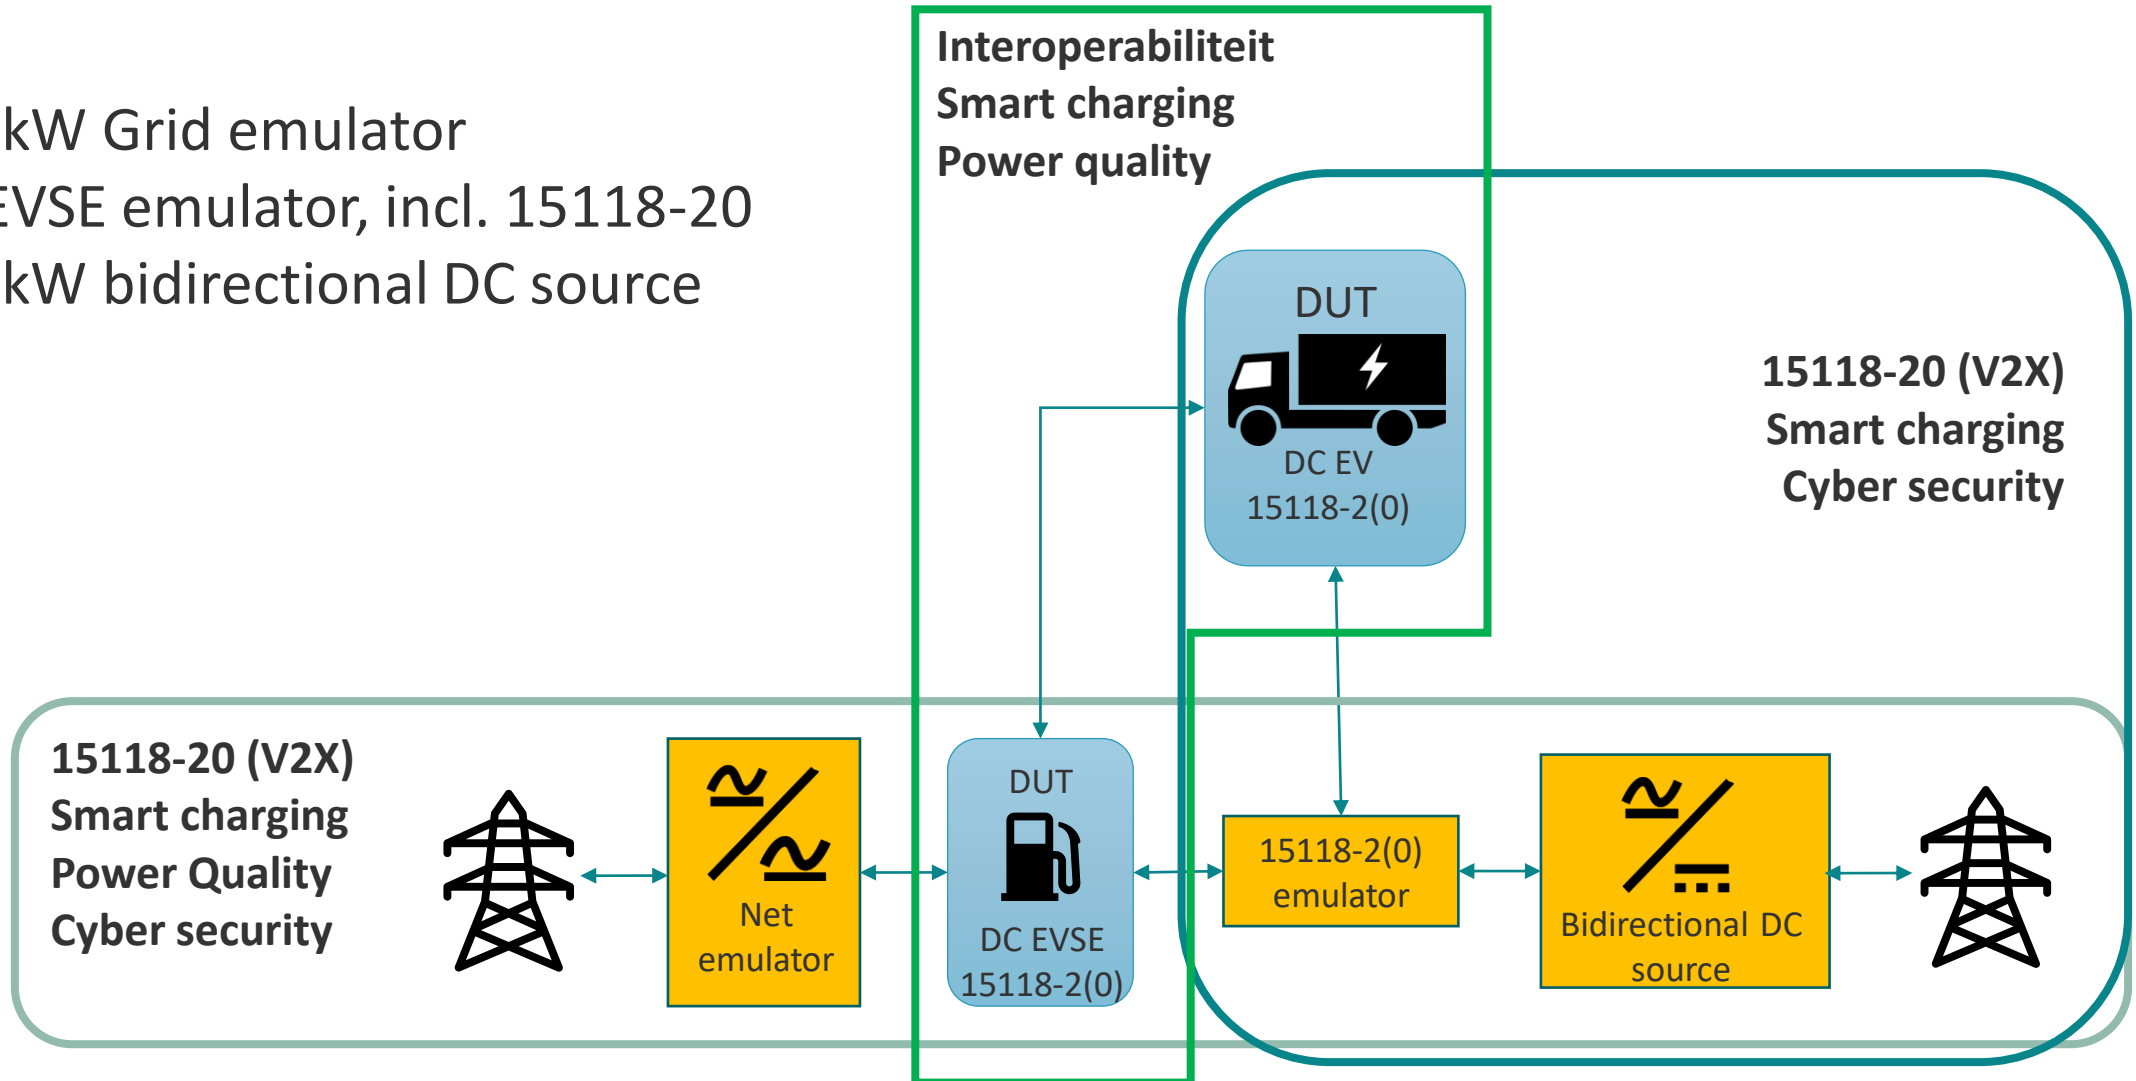 kW Grid emulator
EVSE emulator, incl. 15118-20
kW bidirectional DC source
Interoperabiliteit
Smart charging
Power quality
DUT
DC EV
15118-2(0)
15118-20 (V2X)
Smart charging
Cyber security
15118-20 (V2X)
Smart charging
Power Quality
Cyber security
Net
emulator
DUT
DC EVSE
15118-2(0)
15118-2(0)
emulator
Bidirectional DC
source